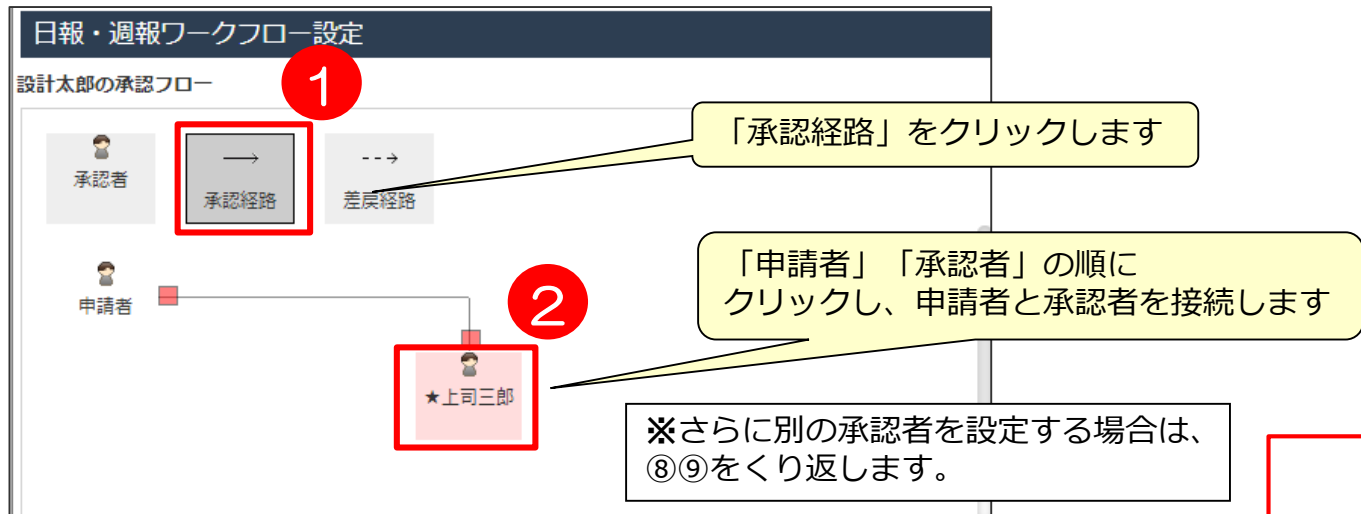 日報・週報ワークフロー設定
設計太郎の承認フロー
1
「承認経路」をクリックします
承認者
承認経路
差戻経路
「申請者」「承認者」の順に
クリックし、申請者と承認者を接続します
申請者
2
★上司三郎
※さらに別の承認者を設定する場合は、
⑧⑨をくり返します。